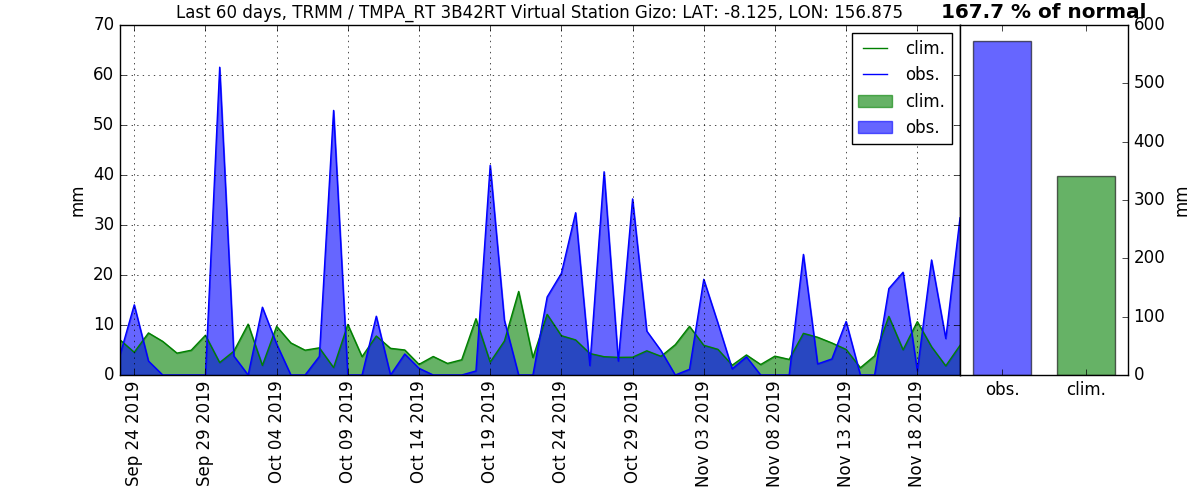 Last 60 days, TRMM / TMPA_RT 3B42RT Virtual Station Gizo: LAT: -8.125, LON: 156.875
167.7 % of normal
70
60
50
40
30
20
10
0
mm
clim.
obs.
clim.
obs.
Sep 24 2019
Sep 29 2019
Oct 04 2019
Oct 09 2019
Oct 14 2019
Oct 19 2019
Oct 24 2019
Oct 29 2019
Nov 03 2019
Nov 08 2019
Nov 13 2019
Nov 18 2019
600
500
400
300
200
100
0
mm
obs.
clim.